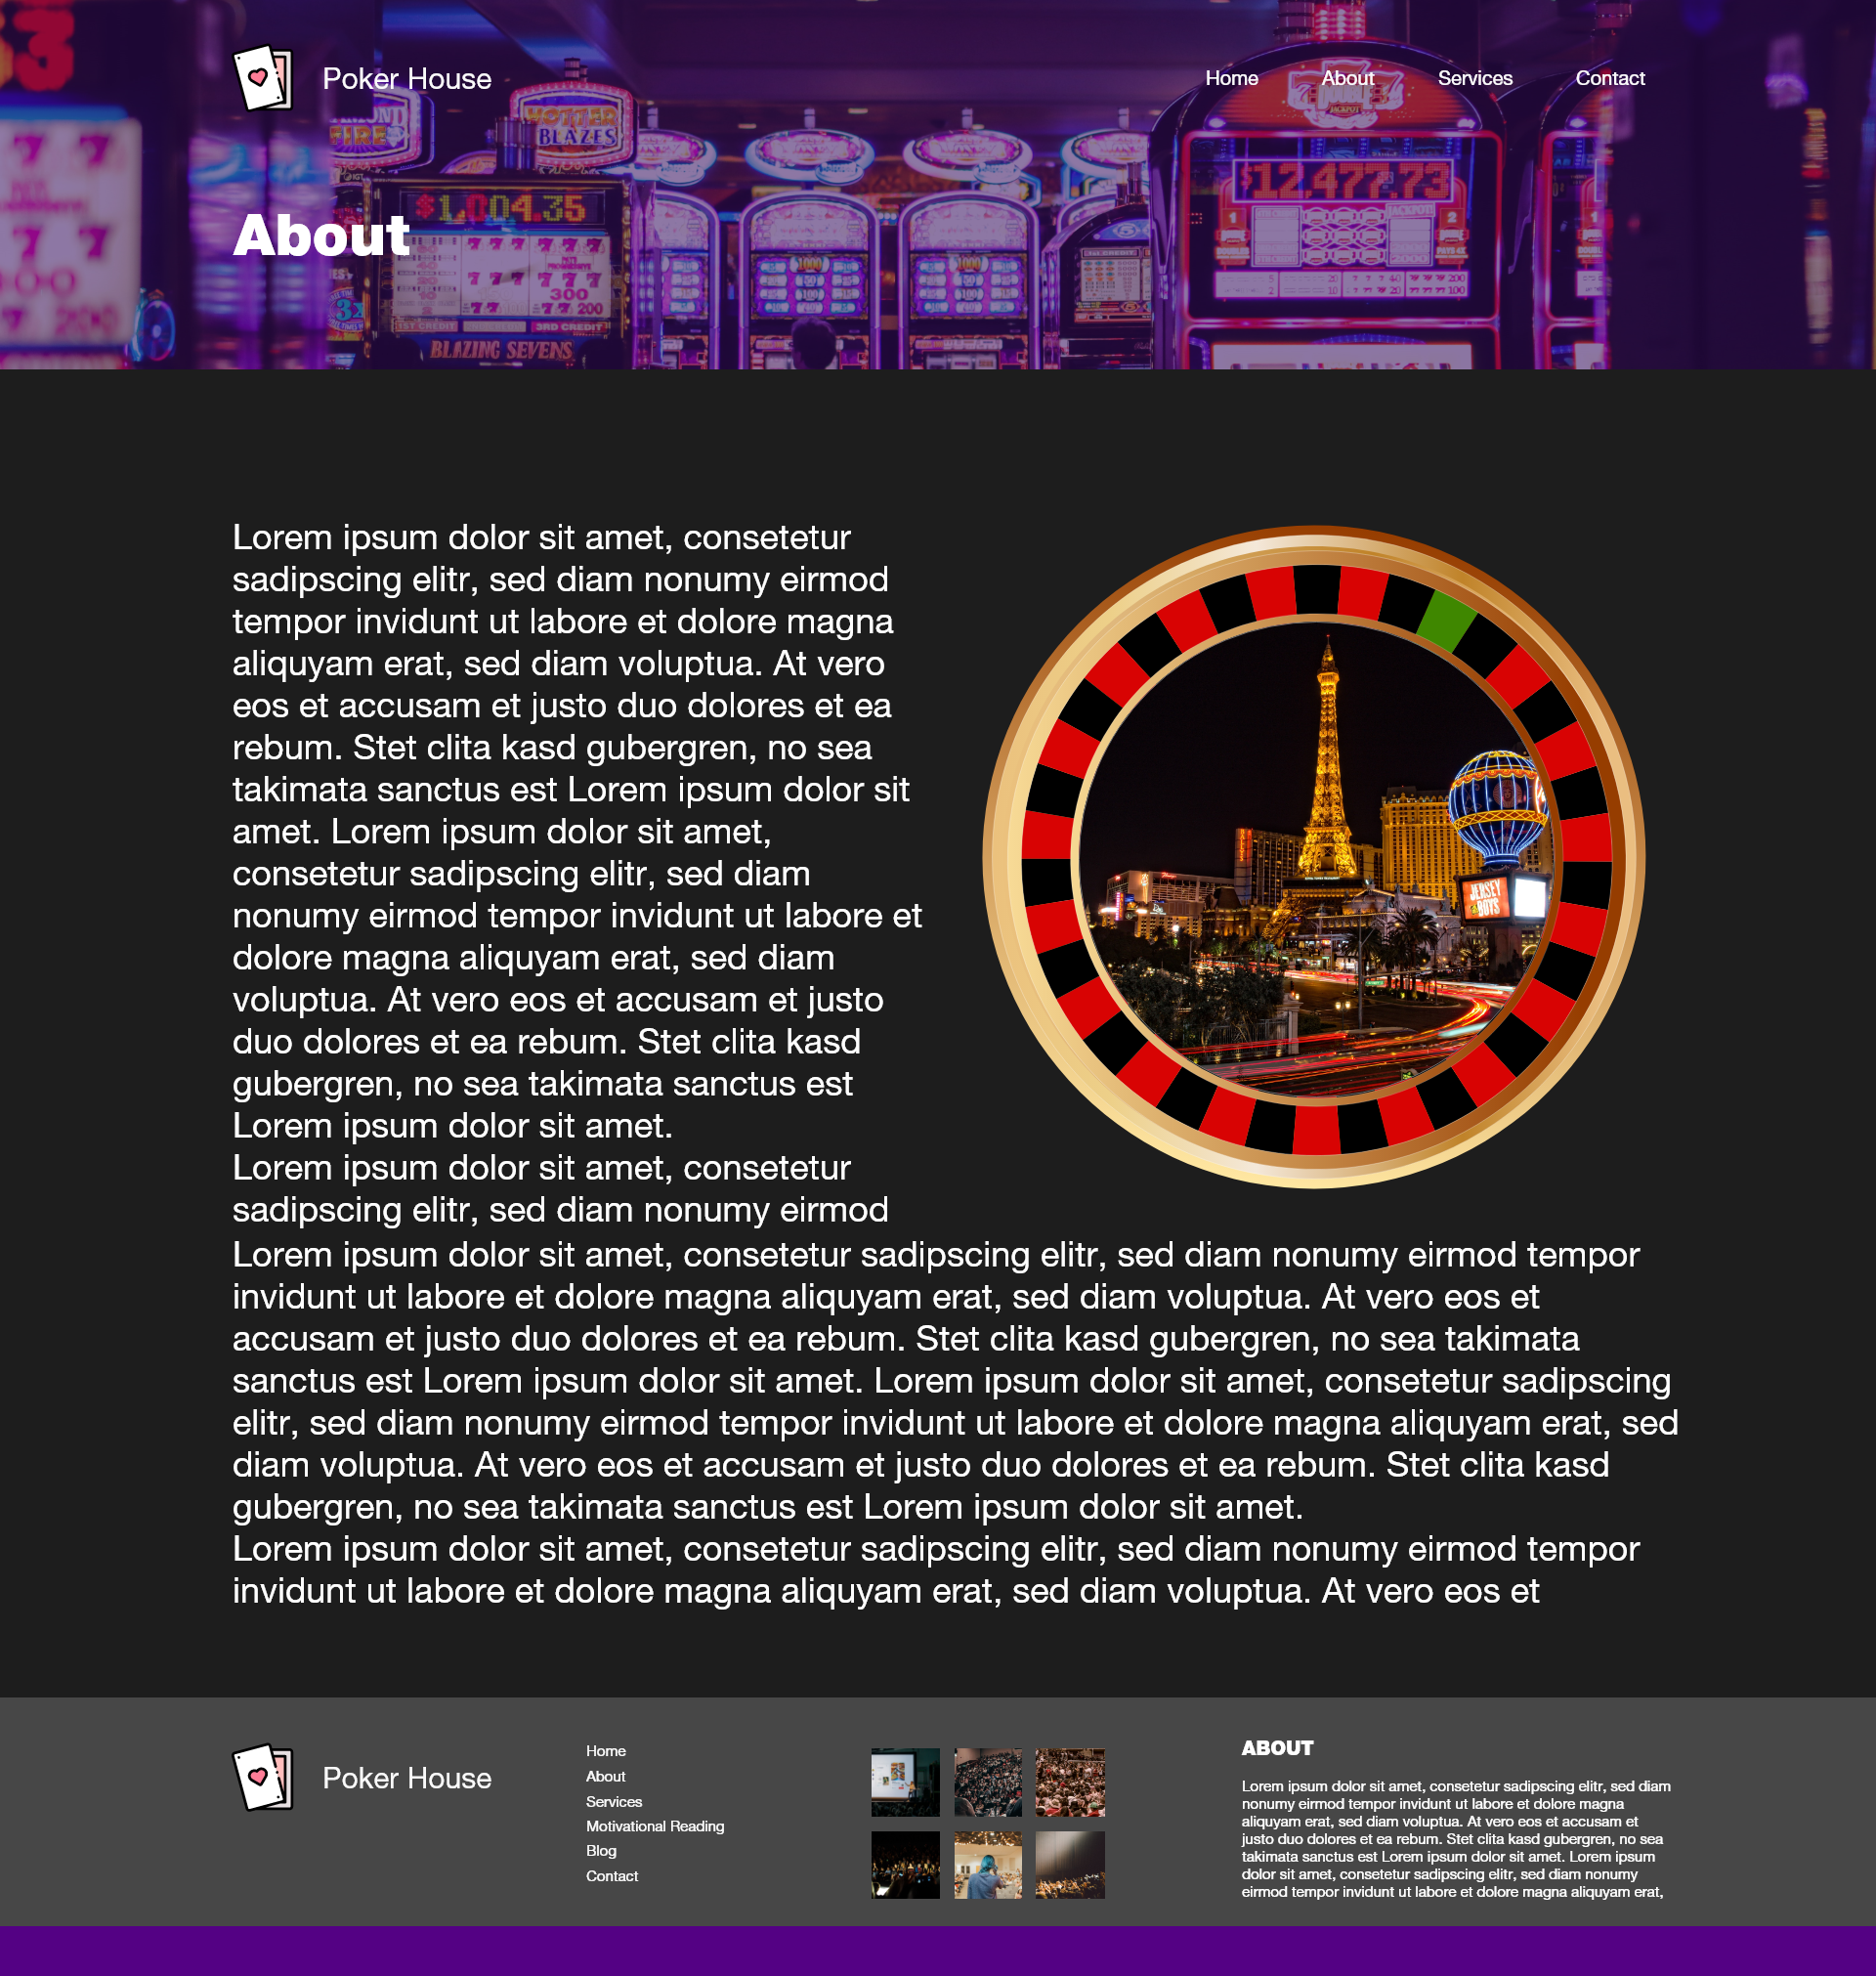 Poker House
Home
About
Services
Contact
HOTTER
BLAZES
FIRE
$1,004.35
$12,477.73
About
1ST CREDIT
3RD CREDIT
BLAZING SEVENS
Lorem ipsum dolor sit amet, consetetur
sadipscing elitr, sed diam nonumy eirmod
tempor invidunt ut labore et dolore magna
aliquyam erat, sed diam voluptua. At vero
eos et accusam et justo duo dolores et ea
rebum. Stet clita kasd gubergren, no sea
takimata sanctus est Lorem ipsum dolor sit
amet. Lorem ipsum dolor sit amet,
consetetur sadipscing elitr, sed diam
nonumy eirmod tempor invidunt ut labore et
dolore magna aliquyam erat, sed diam
voluptua. At vero eos et accusam et justo
duo dolores et ea rebum. Stet clita kasd
gubergren, no sea takimata sanctus est
Lorem ipsum dolor sit amet.
Lorem ipsum dolor sit amet, consetetur
sadipscing elitr, sed diam nonumy eirmod
JERSEY
BOYS
Lorem ipsum dolor sit amet, consetetur sadipscing elitr, sed diam nonumy eirmod tempor
invidunt ut labore et dolore magna aliquyam erat, sed diam voluptua. At vero eos et
accusam et justo duo dolores et ea rebum. Stet clita kasd gubergren, no sea takimata
sanctus est Lorem ipsum dolor sit amet. Lorem ipsum dolor sit amet, consetetur sadipscing
elitr, sed diam nonumy eirmod tempor invidunt ut labore et dolore magna aliquyam erat, sed
diam voluptua. At vero eos et accusam et justo duo dolores et ea rebum. Stet clita kasd
gubergren, no sea takimata sanctus est Lorem ipsum dolor sit amet.
Lorem ipsum dolor sit amet, consetetur sadipscing elitr, sed diam nonumy eirmod tempor
invidunt ut labore et dolore magna aliquyam erat, sed diam voluptua. At vero eos et
Poker House
Home
About
Services
Motivational Reading
Blog
Contact
ABOUT
Lorem ipsum dolor sit amet, consetetur sadipscing elitr, sed diam
nonumy eirmod tempor invidunt ut labore et dolore magna
aliquyam erat, sed diam voluptua. At vero eos et accusam et
justo duo dolores et ea rebum. Stet clita kasd gubergren, no sea
takimata sanctus est Lorem ipsum dolor sit amet. Lorem ipsum
dolor sit amet, consetetur sadipscing elitr, sed diam nonumy
eirmod tempor invidunt ut labore et dolore magna aliquyam erat,